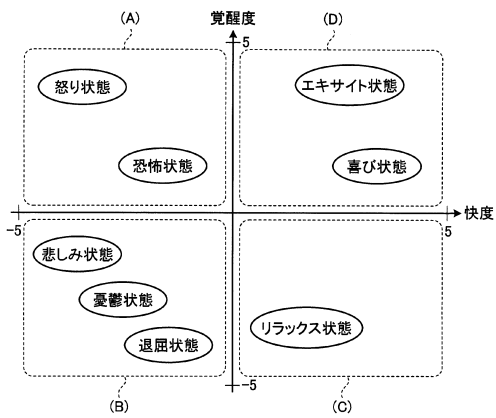 (A)
覚醒度
(D)
5
怒り状態
エキサイト状態
恐怖状態
喜び状態
快度
-5
5
悲しみ状態
憂鬱状態
退屈状態
リラックス状態
-5
(B)
(C)